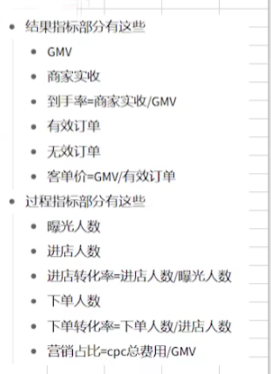 结果指标部分有这些
GMV
商家实收
到手率=商家实收/GMV
有效订单
无效订单
客单价=GMV/有效订单
过程指标部分有这些
曝光人数
进店人数
进店转化率=进店人数/曝光人数
下单人数
下单转化率=下单人数/进店人数
营销占比=cpc总费用/GMV